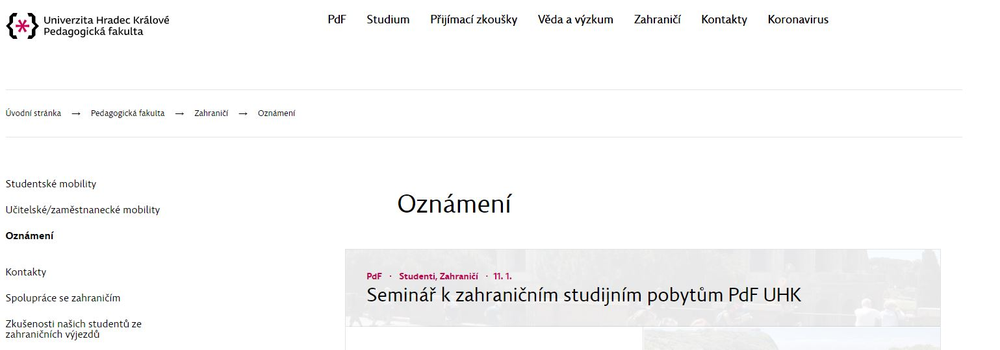 Univerzita Hradec Králové
Pedagogická fakulta
PdF Studium Přijímací zkoušky Věda a výzkum Zahraničí Kontakty Koronavirus
Úvodní stránka → Pedagogická fakulta → Zahraničí → Oznámení
Studentské mobility
Učitelské/zaměstnanecké mobility
Oznámení
Kontakty
Spolupráce se zahraničím
Zkušenosti našich studentů ze
zahraničních výjezdů
Oznámení
PdF · Studenti, Zahraničí · 11. 1.
Seminář k zahraničním studijním pobytům PdF UHK